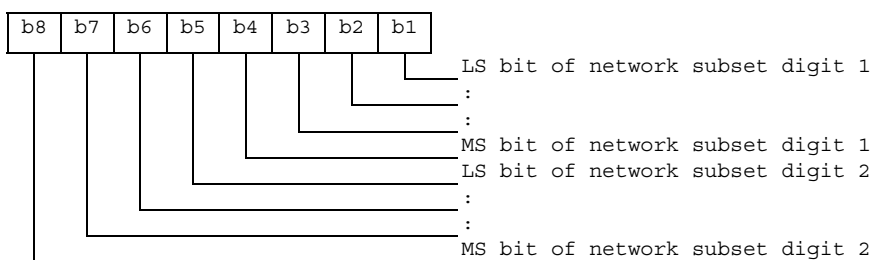 b8 b7 b6 b5 b4 b3 b2 b1
LS bit of network subset digit 1
:
:
MS bit of network subset digit 1
LS bit of network subset digit 2
:
:
MS bit of network subset digit 2